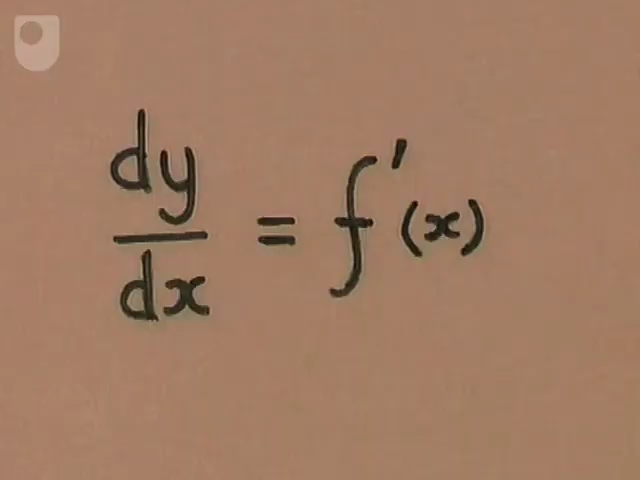 dy/dx = f'(x)